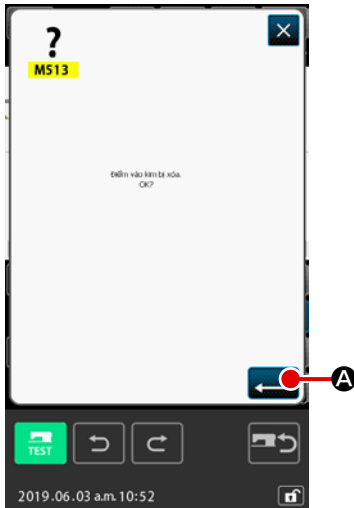 ?
M513
Điểm vào kim bị xóa.
OK?
A
TEST
2019.06.03 a.m. 10:52